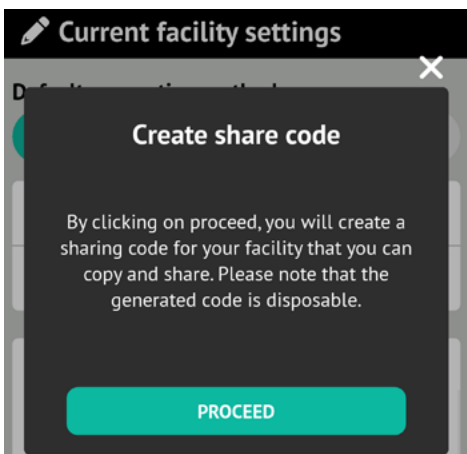 Current facility settings
Create share code
By clicking on proceed, you will create a
sharing code for your facility that you can
copy and share. Please note that the
generated code is disposable.
PROCEED